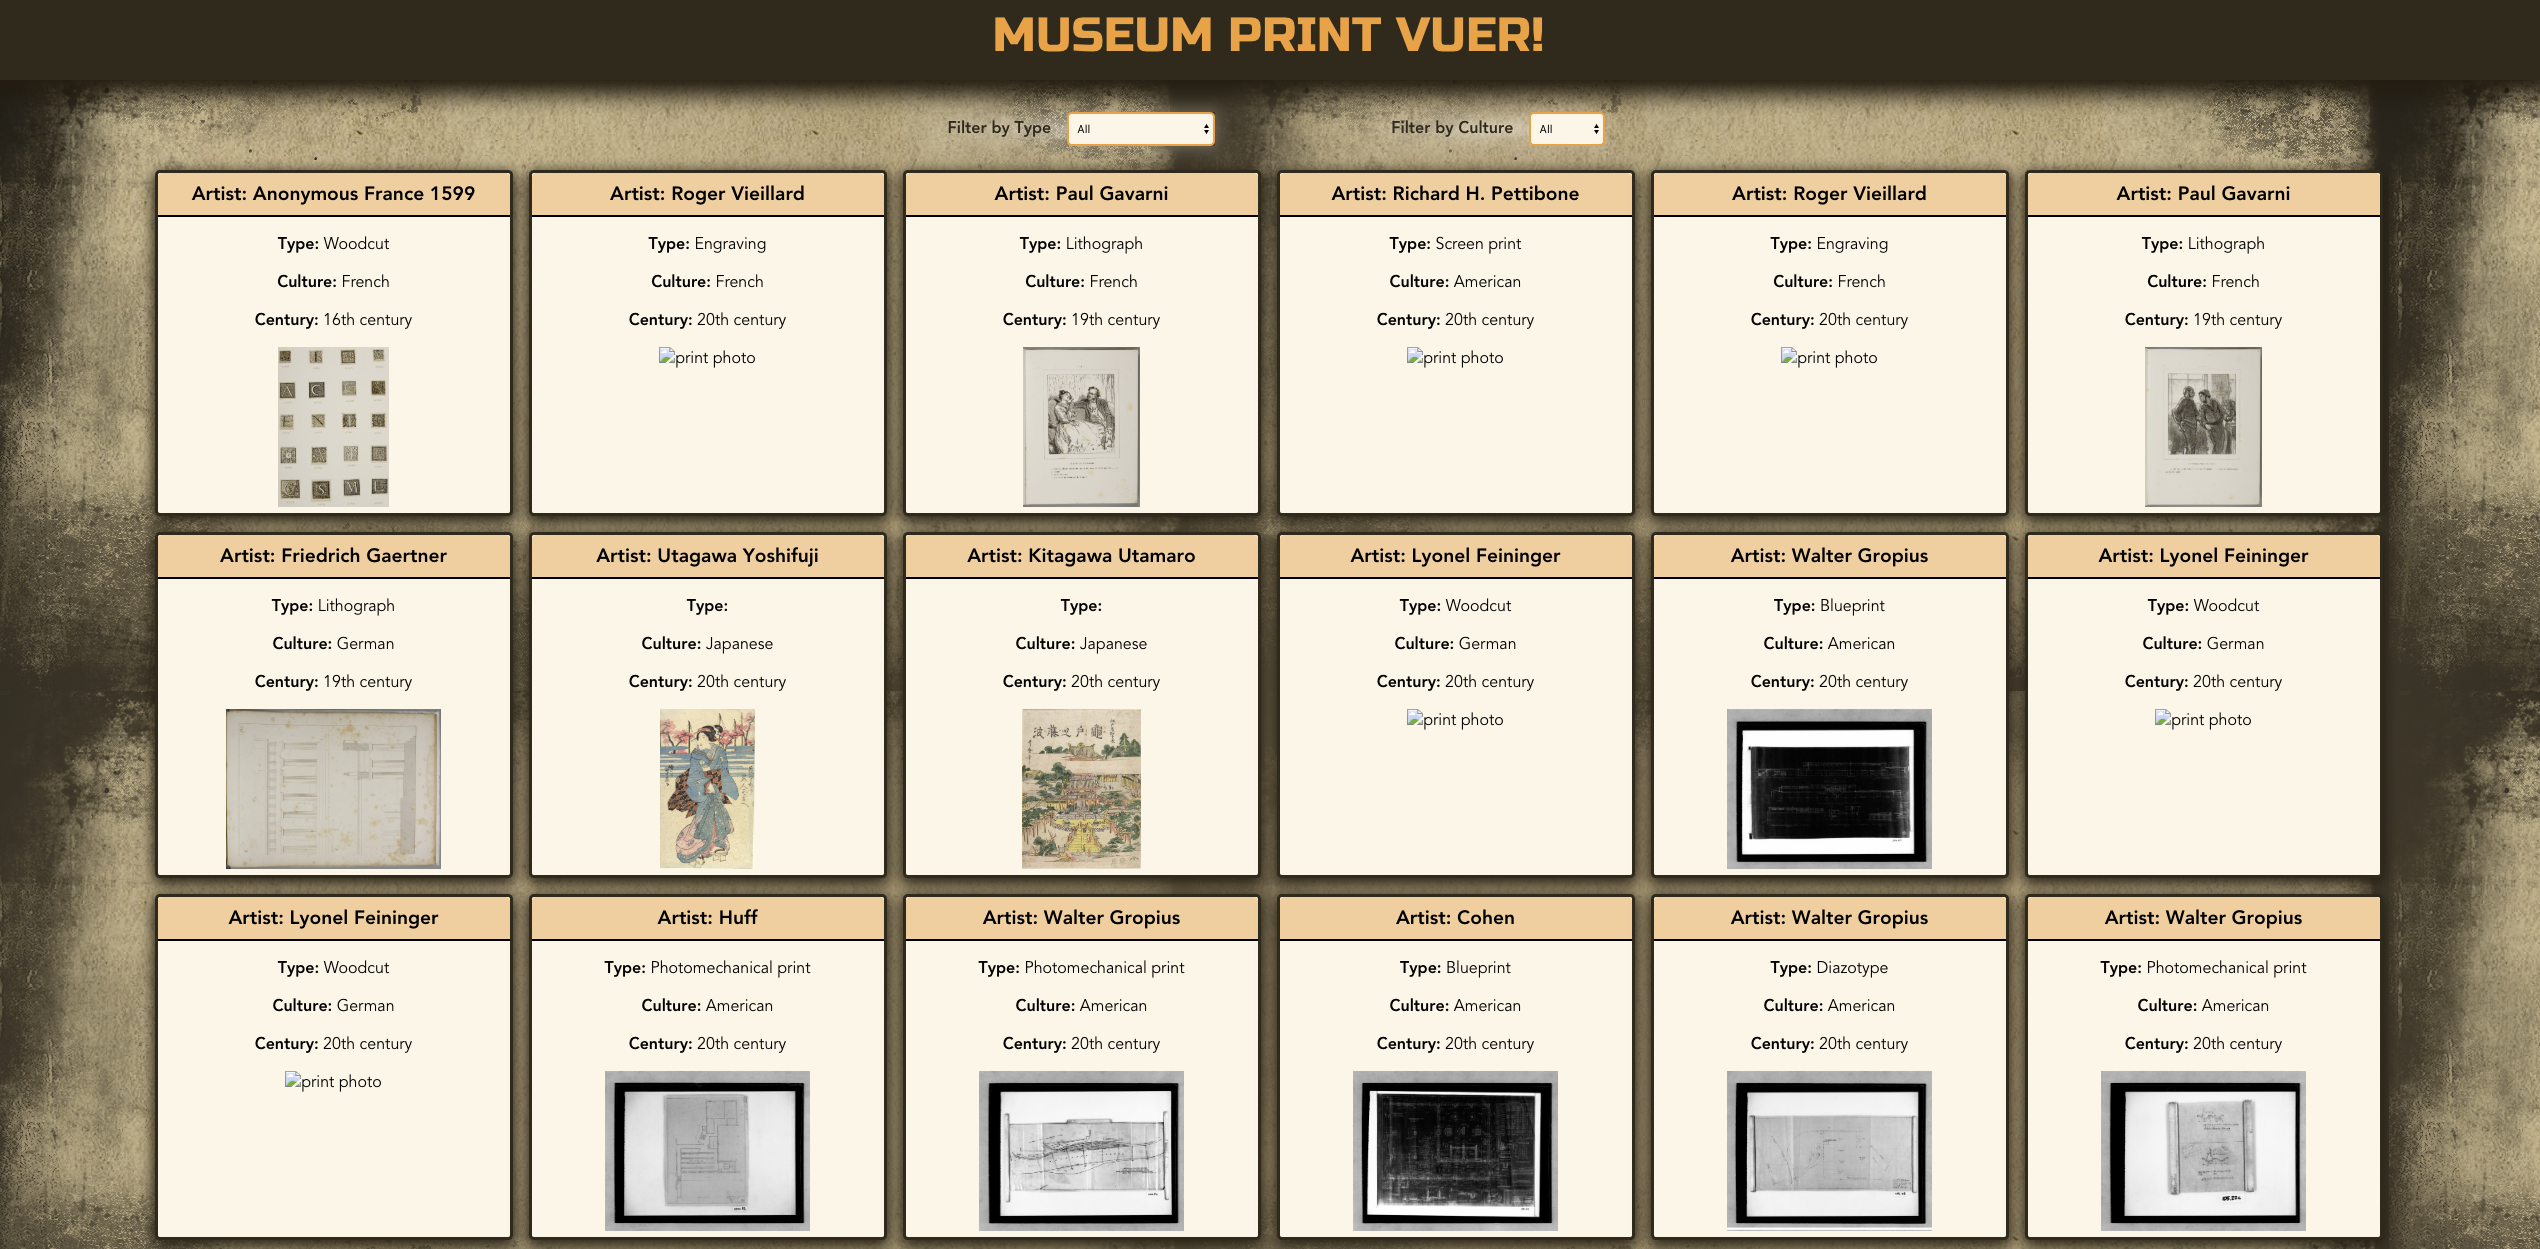 MUSEUM PRINT VUER!
Filter by Type All Filter by Culture All
Artist: Anonymous France 1599
Type: Woodcut
Culture: French
Century: 16th century
Artist: Roger Vieillard
Type: Engraving
Culture: French
Century: 20th century
print photo
Artist: Paul Gavarni
Type: Lithograph
Culture: French
Century: 19th century
Artist: Richard H. Pettibone
Type: Screen print
Culture: American
Century: 20th century
print photo
Artist: Roger Vieillard
Type: Engraving
Culture: French
Century: 20th century
print photo
Artist: Paul Gavarni
Type: Lithograph
Culture: French
Century: 19th century
Artist: Friedrich Gaertner
Type: Lithograph
Culture: German
Century: 19th century
Artist: Utagawa Yoshifuji
Type:
Culture: Japanese
Century: 20th century
Artist: Kitagawa Utamaro
Type:
Culture: Japanese
Century: 20th century
Artist: Lyonel Feininger
Type: Woodcut
Culture: German
Century: 20th century
print photo
Artist: Walter Gropius
Type: Blueprint
Culture: American
Century: 20th century
Artist: Lyonel Feininger
Type: Woodcut
Culture: German
Century: 20th century
print photo
Artist: Lyonel Feininger
Type: Woodcut
Culture: German
Century: 20th century
print photo
Artist: Huff
Type: Photomechanical print
Culture: American
Century: 20th century
Artist: Walter Gropius
Type: Photomechanical print
Culture: American
Century: 20th century
Artist: Cohen
Type: Blueprint
Culture: American
Century: 20th century
Artist: Walter Gropius
Type: Diazotype
Culture: American
Century: 20th century
Artist: Walter Gropius
Type: Photomechanical print
Culture: American
Century: 20th century